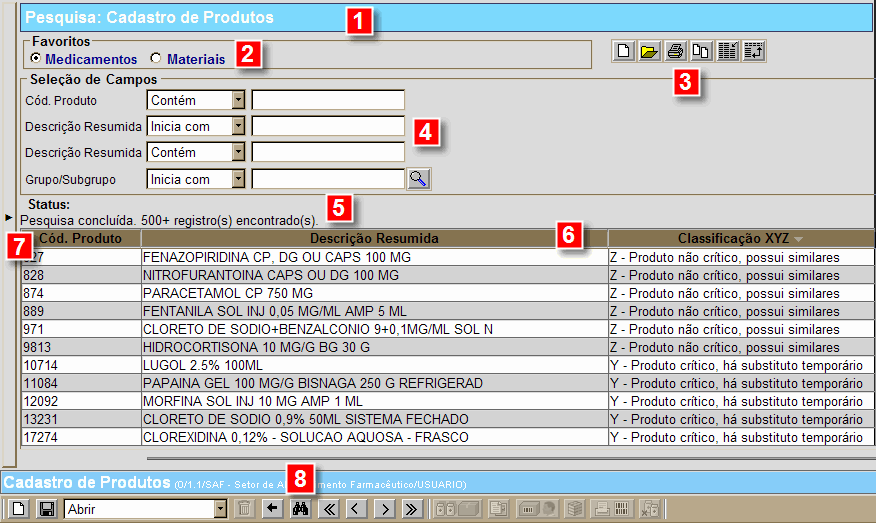 Pesquisa: Cadastro de Produtos
1
Favoritos
Medicamentos Materiais
2
3
Seleção de Campos
Cód. Produto Contém
Descrição Resumida Inicia com
4
Descrição Resumida Contém
Grupo/Subgrupo Inicia com
Status:
5
Pesquisa concluída. 500+ registro(s) encontrado(s).
7 Cód. Produto Descrição Resumida 6 Classificação XYZ
27 FENAZOPIRIDINA CP, DG OU CAPS 100 MG Z - Produto não crítico, possui similares
828 NITROFURANTOINA CAPS OU DG 100 MG Z - Produto não crítico, possui similares
874 PARACETAMOL CP 750 MG Z - Produto não crítico, possui similares
889 FENTANILA SOL INJ 0,05 MG/ML AMP 5 ML Z - Produto não crítico, possui similares
971 CLORETO DE SODIO+BENZALCONIO 9+0,1MG/ML SOL N Z - Produto não crítico, possui similares
9813 HIDROCORTISONA 10 MG/G BG 30 G Z - Produto não crítico, possui similares
10714 LUGOL 2.5% 100ML Y - Produto crítico, há substituto temporário
11084 PAPAINA GEL 100 MG/G BISNAGA 250 G REFRIGERAD Y - Produto crítico, há substituto temporário
12092 MORFINA SOL INJ 10 MG AMP 1 ML Y - Produto crítico, há substituto temporário
13231 CLORETO DE SODIO 0,9% 50ML SISTEMA FECHADO Y - Produto crítico, há substituto temporário
17274 CLOREXIDINA 0,12% - SOLUCAO AQUOSA - FRASCO Y - Produto crítico, há substituto temporário
8
Cadastro de Produtos (0/1.1/SAF - Setor de mento Farmacêutico/USUARIO)
Abrir